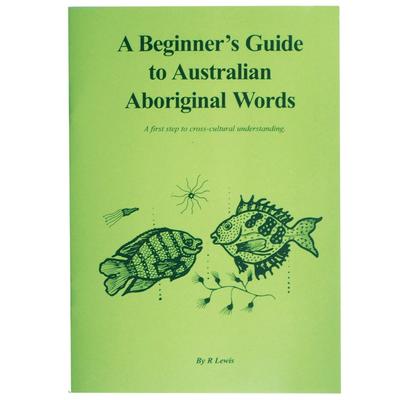 A Beginner's Guide
to Australian
Aboriginal Words
A first step to cross-cultural understanding.
By R Lewis